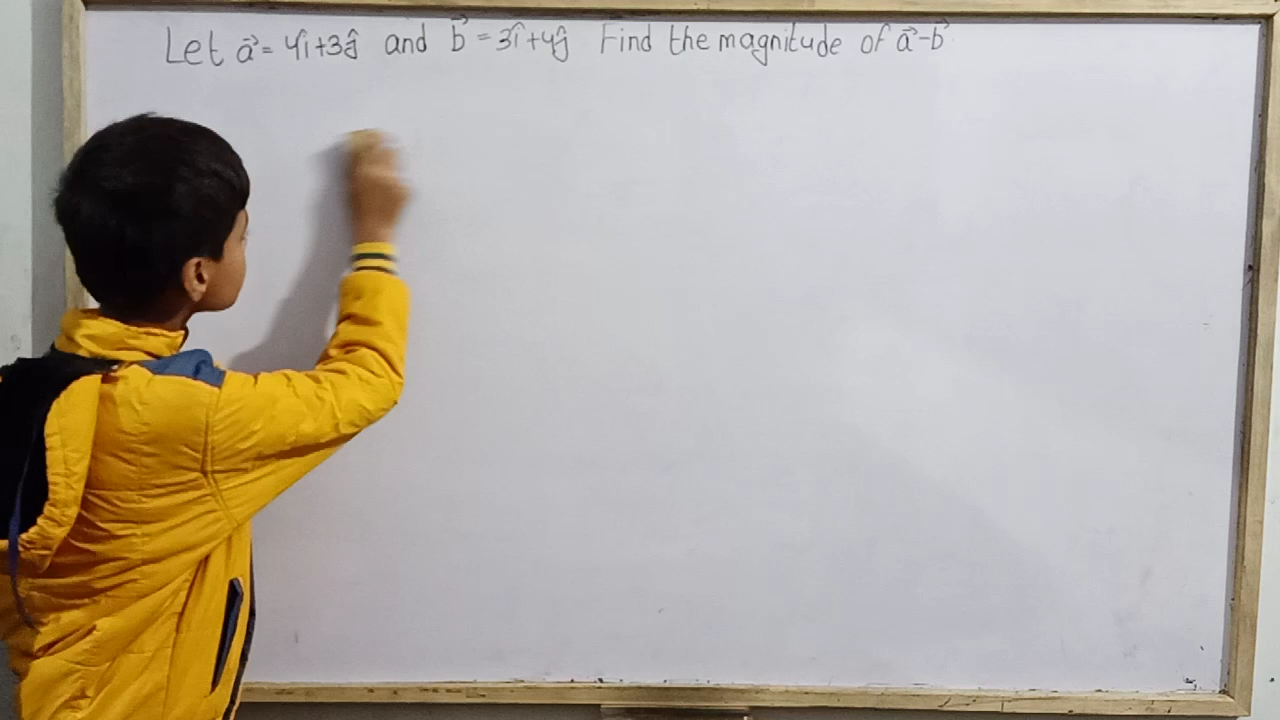 Let a⃗ = 4î+3ĵ and b⃗ = 3î+4ĵ Find the magnitude of a⃗-b⃗